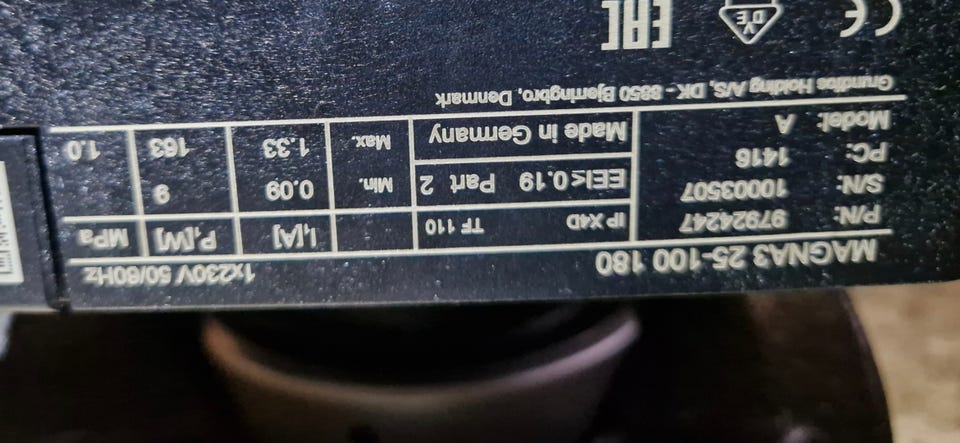 MAGNA3 25-100 180 1x230V 50/60Hz
P/N: 97924247 IP X4D TF 110 I₁[A] P₁[W] MPa
S/N: 10003507 EEI≤0.19 Part 2 Min. 0.09 9
PC: 1416
Model: A Made in Germany Max. 1.33 163 1.0
Grundfos Holding A/S, DK - 8850 Bjerringbro, Denmark
CE VDE EAC